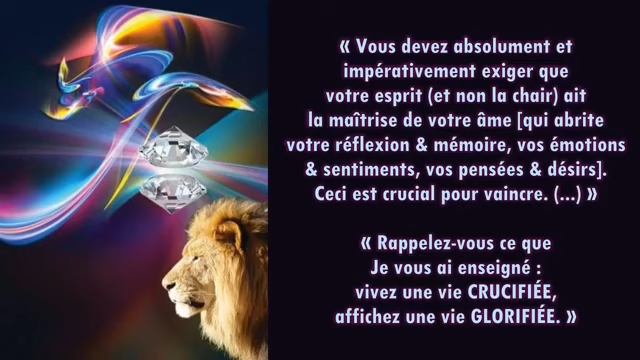 « Vous devez absolument et
impérativement exiger que
votre esprit (et non la chair) ait
la maîtrise de votre âme [qui abrite
votre réflexion & mémoire, vos émotions
& sentiments, vos pensées & désirs].
Ceci est crucial pour vaincre. (...) »
« Rappelez-vous ce que
Je vous ai enseigné :
vivez une vie CRUCIFIÉE,
affichez une vie GLORIFIÉE. »